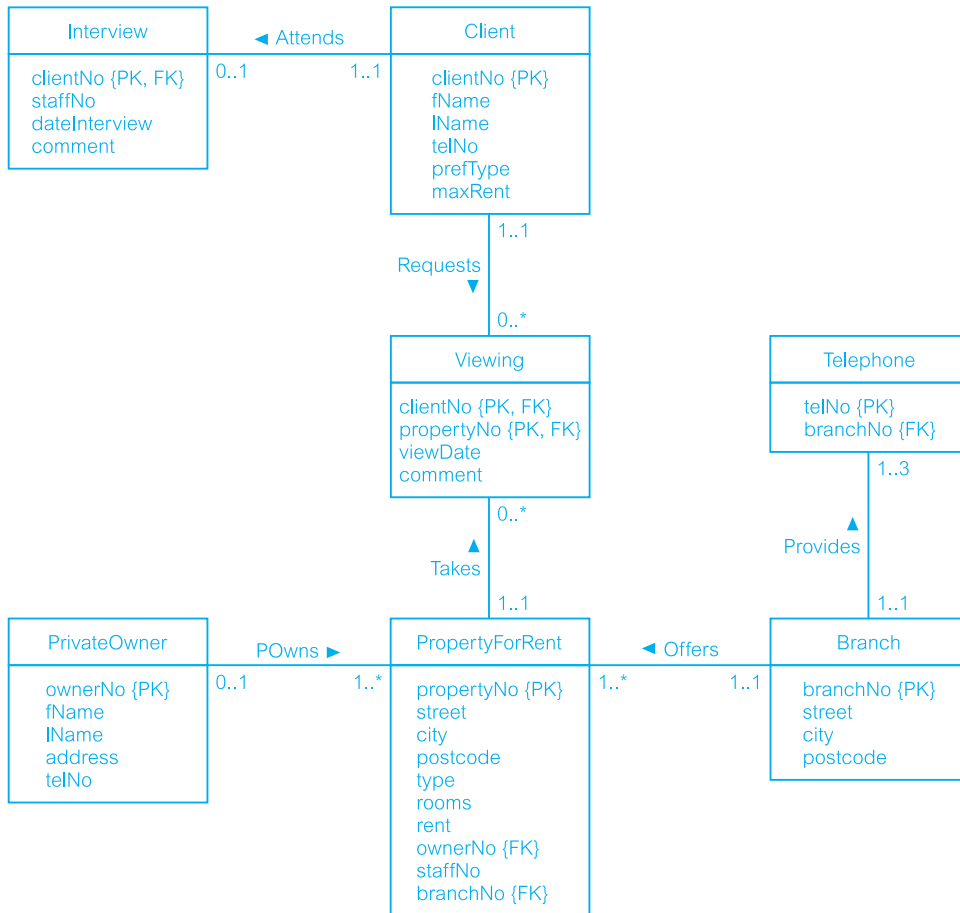 Interview
clientNo {PK, FK}
staffNo
dateInterview
comment
◄ Attends
0..1
1..1
Client
clientNo {PK}
fName
lName
telNo
prefType
maxRent
1..1
Requests
▼
0..*
Viewing
clientNo {PK, FK}
propertyNo {PK, FK}
viewDate
comment
0..*
▲
Takes
1..1
Telephone
telNo {PK}
branchNo {FK}
1..3
▲
Provides
1..1
PrivateOwner
ownerNo {PK}
fName
lName
address
telNo
POwns ►
0..1
1..*
PropertyForRent
propertyNo {PK}
street
city
postcode
type
rooms
rent
ownerNo {FK}
staffNo
branchNo {FK}
◄ Offers
1..*
1..1
Branch
branchNo {PK}
street
city
postcode